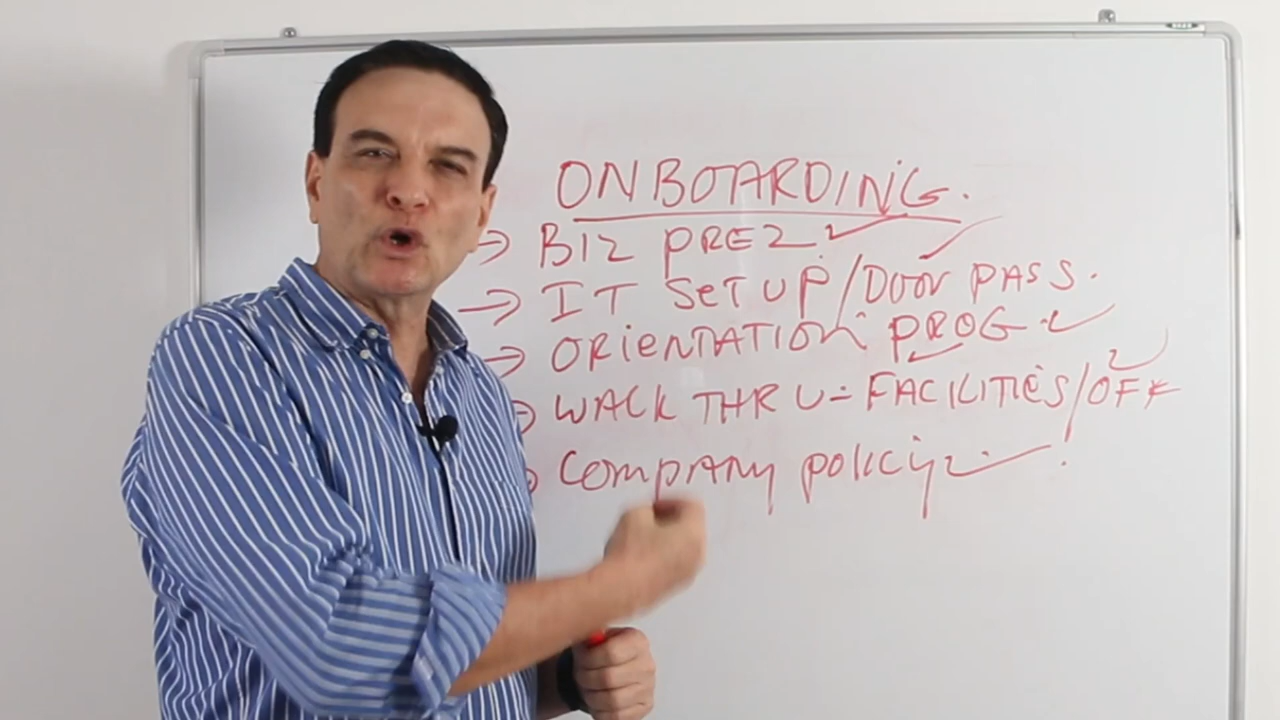 ONBOARDING.
→ BIZ PREZ
→ IT SETUP/DOOR PASS.
→ ORIENTATION PROG
→ WALK THRU - FACILITIES/OFF
→ COMPANY POLICY